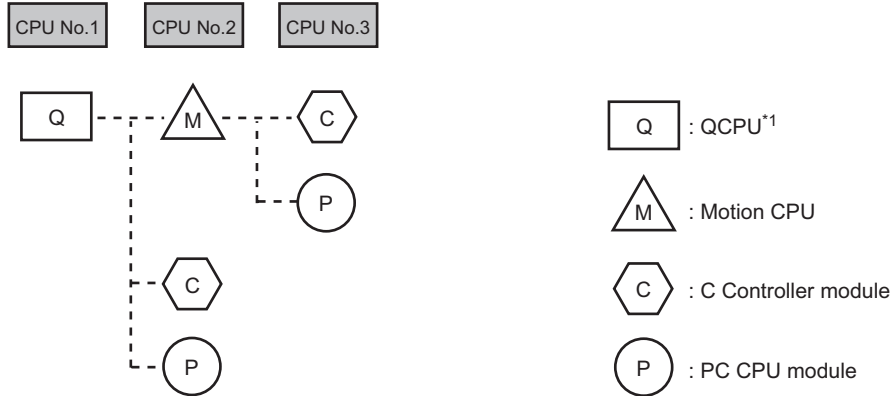 CPU No.1 CPU No.2 CPU No.3
Q M C
P
C
P
Q : QCPU*1
M : Motion CPU
C : C Controller module
P : PC CPU module